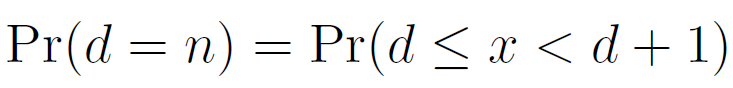 Pr(d = n) = Pr(d ≤ x < d + 1)